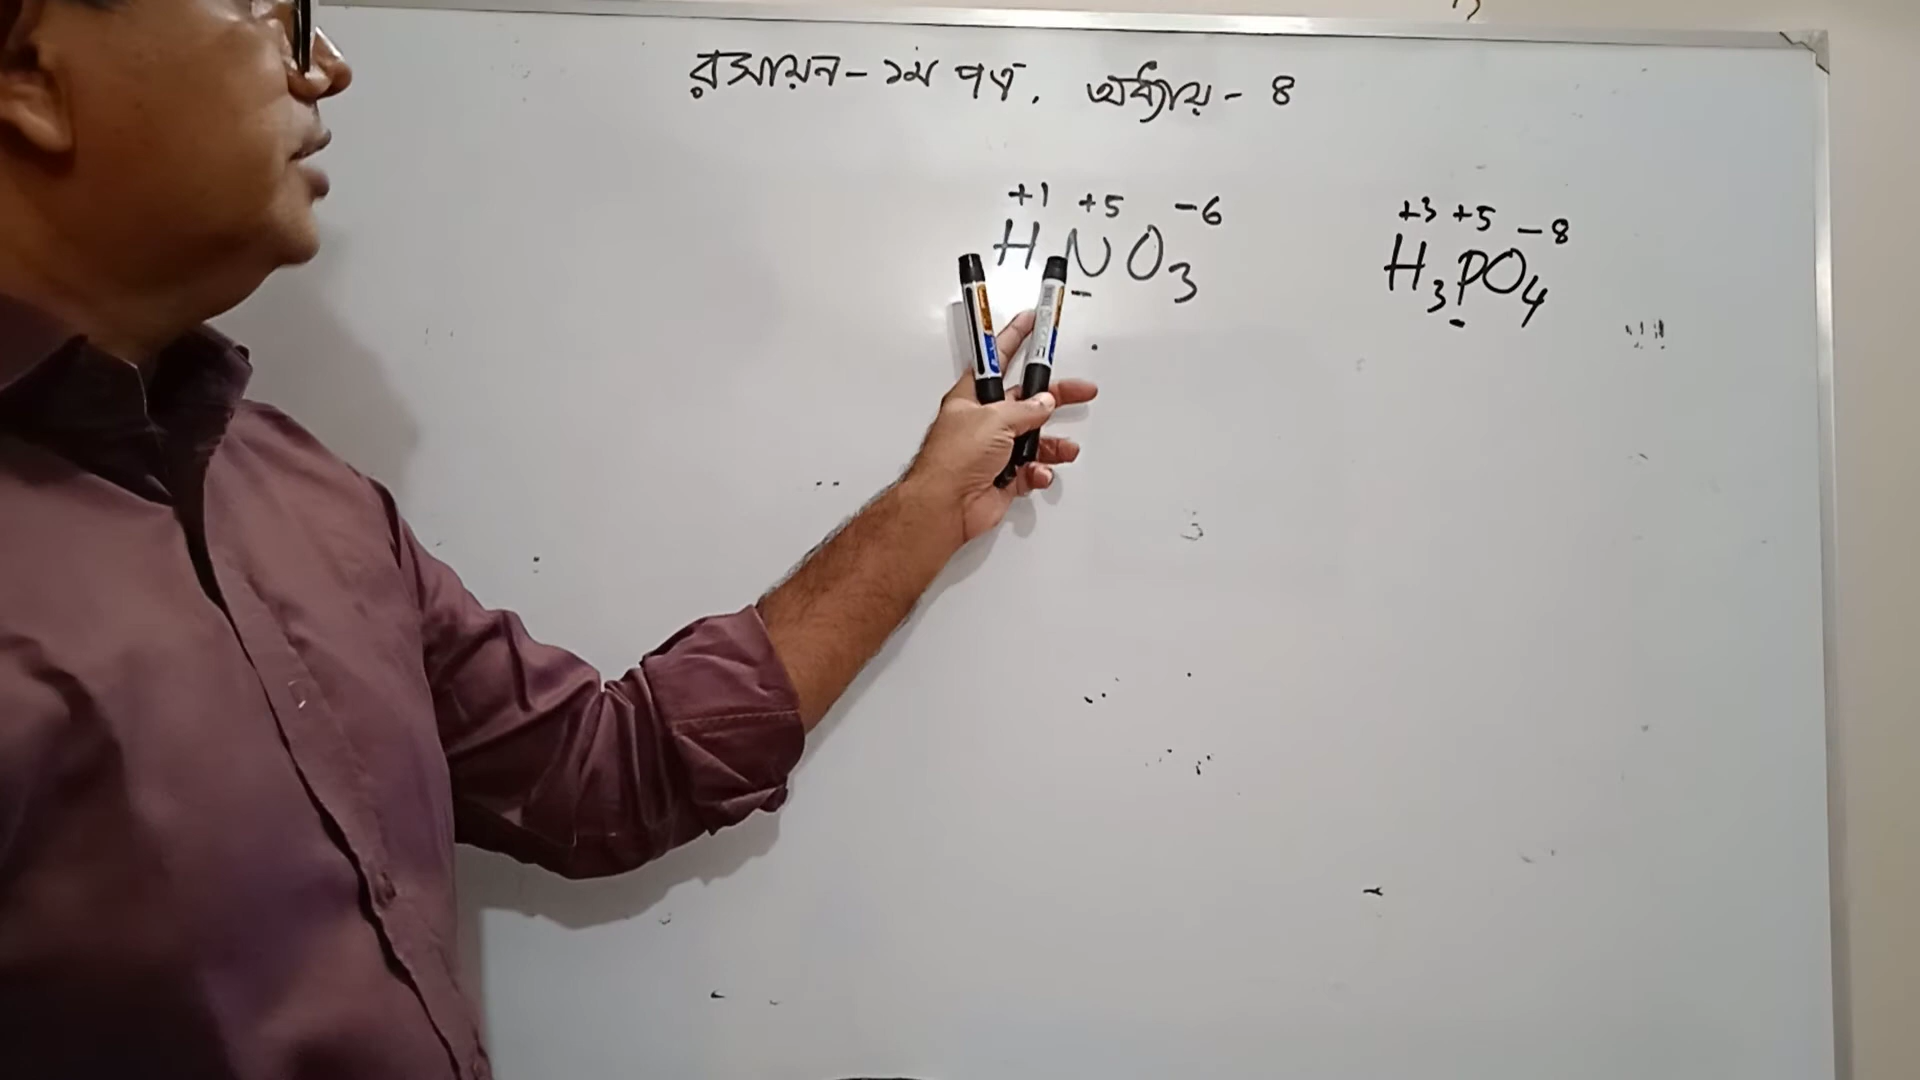 রসায়ন - ১ম পত্র, অধ্যায় - ৪
+1 +5 -6 +3 +5 -8
HNO3 H3PO4